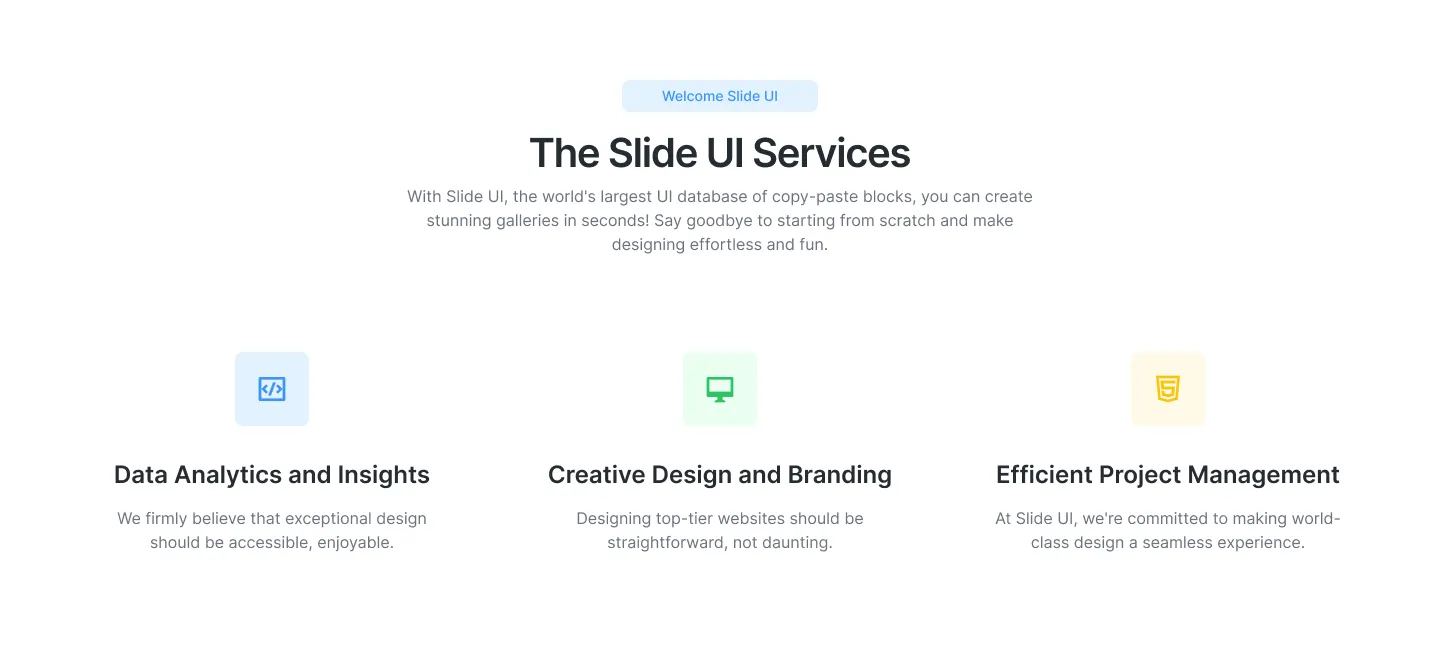 Welcome Slide UI
The Slide UI Services
With Slide UI, the world's largest UI database of copy-paste blocks, you can create
stunning galleries in seconds! Say goodbye to starting from scratch and make
designing effortless and fun.
Data Analytics and Insights
We firmly believe that exceptional design
should be accessible, enjoyable.
Creative Design and Branding
Designing top-tier websites should be
straightforward, not daunting.
Efficient Project Management
At Slide UI, we're committed to making world-
class design a seamless experience.